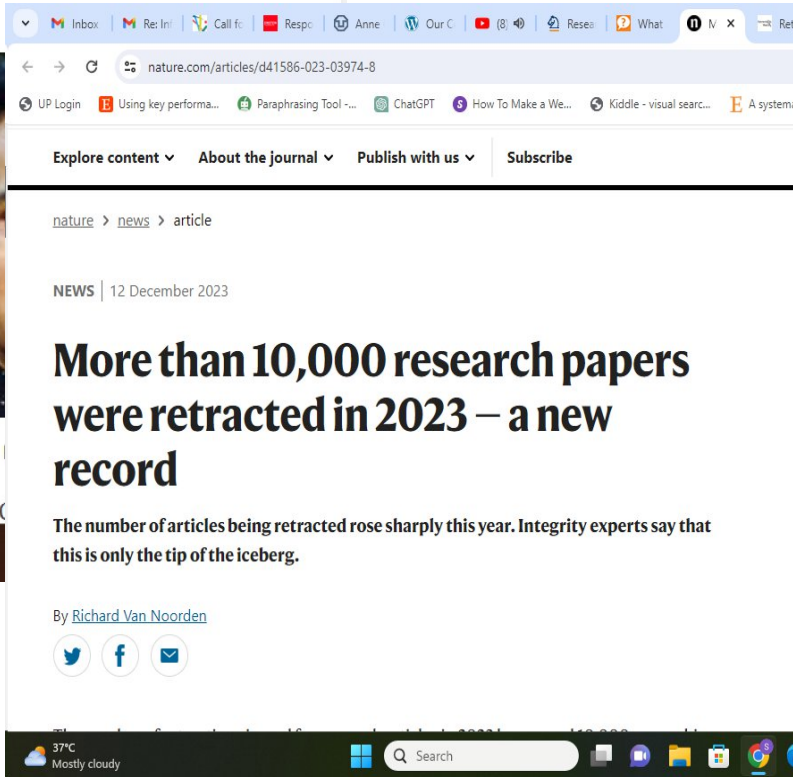 Inbox
Re: In
Call fo
Respo
Anne
Our C
(8)
Resea
What
N
Ret
nature.com/articles/d41586-023-03974-8
UP Login
Using key performa...
Paraphrasing Tool -...
ChatGPT
How To Make a We...
Kiddle - visual searc...
A systema
Explore content
About the journal
Publish with us
Subscribe
nature > news > article
NEWS | 12 December 2023
More than 10,000 research papers
were retracted in 2023 — a new
record
The number of articles being retracted rose sharply this year. Integrity experts say that
this is only the tip of the iceberg.
By Richard Van Noorden
37°C
Mostly cloudy
Search